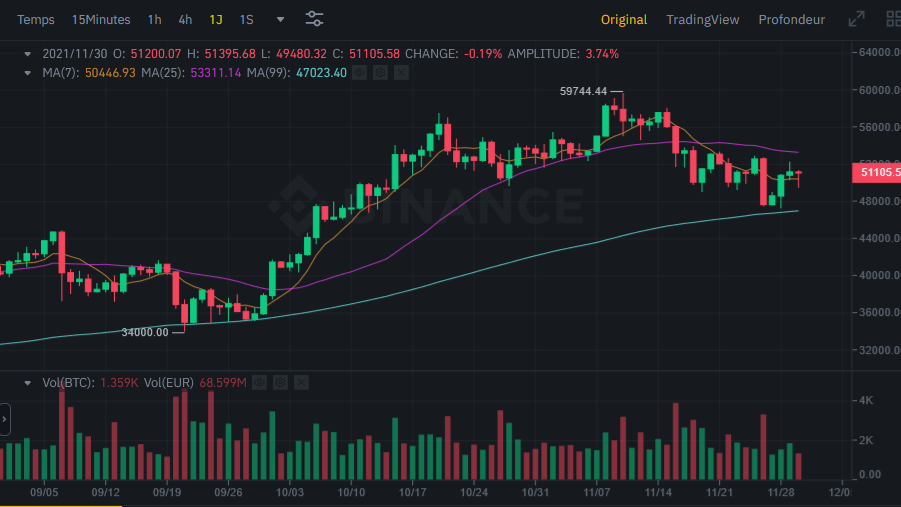 Temps 15Minutes 1h 4h 1J 1S Original TradingView Profondeur
2021/11/30 O: 51200.07 H: 51395.68 L: 49480.32 C: 51105.58 CHANGE: -0.19% AMPLITUDE: 3.74%
MA(7): 50446.93 MA(25): 53311.14 MA(99): 47023.40
64000.00
59744.44
60000.00
56000.00
52000.00
51105.5
BINANCE
48000.00
44000.00
40000.00
36000.00
34000.00
32000.00
Vol(BTC): 1.359K Vol(EUR) 68.599M
4K
2K
0.00
09/05 09/12 09/19 09/26 10/03 10/10 10/17 10/24 10/31 11/07 11/14 11/21 11/28 12/0